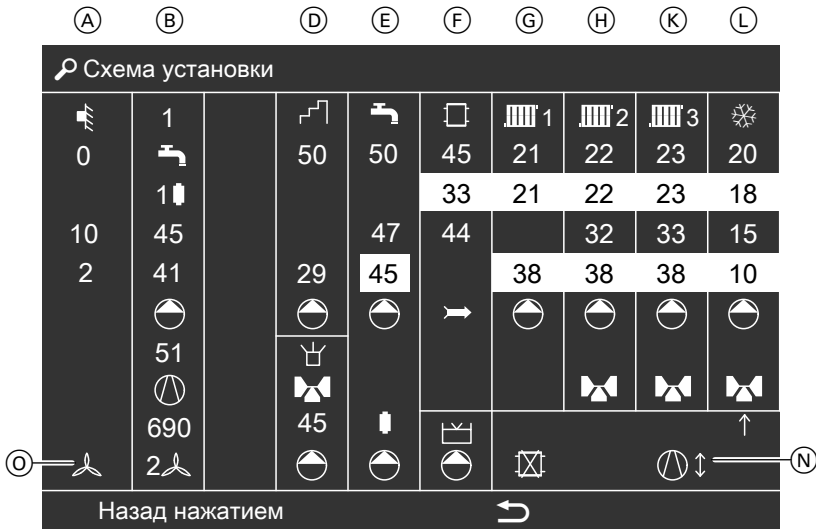 A B D E F G H K L
Схема установки
1 1 2 3
0 50 50 45 21 22 23 20
1 33 21 22 23 18
10 45 47 44 32 33 15
2 41 29 45 38 38 38 10
51
690 45
O 2 N
Назад нажатием